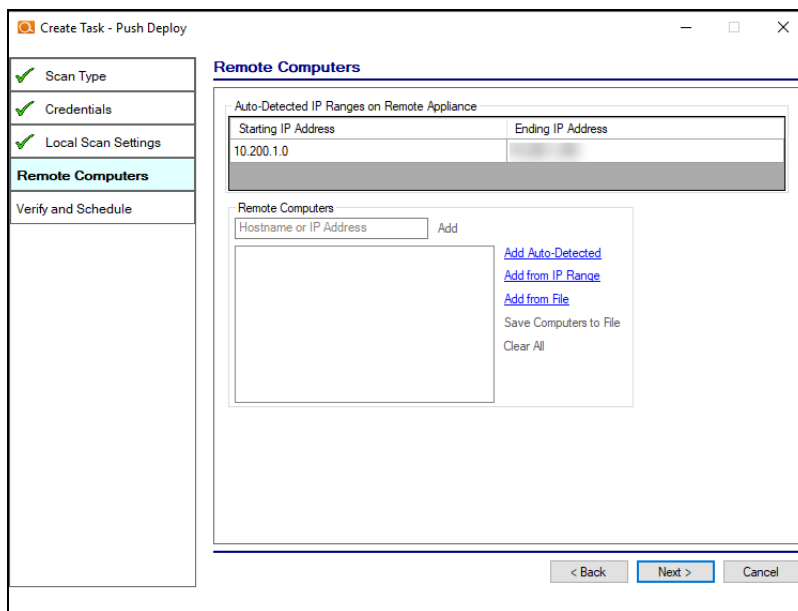 Create Task - Push Deploy
Scan Type
Credentials
Local Scan Settings
Remote Computers
Verify and Schedule
Remote Computers
Auto-Detected IP Ranges on Remote Appliance
Starting IP Address Ending IP Address
10.200.1.0
Remote Computers
Hostname or IP Address Add
Add Auto-Detected
Add from IP Range
Add from File
Save Computers to File
Clear All
< Back Next > Cancel